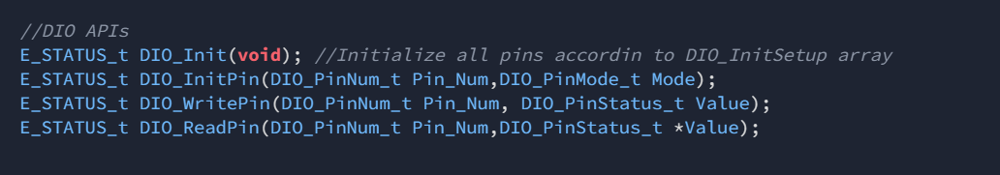 //DIO APIs
E_STATUS_t DIO_Init(void); //Initialize all pins accordin to DIO_InitSetup array
E_STATUS_t DIO_InitPin(DIO_PinNum_t Pin_Num,DIO_PinMode_t Mode);
E_STATUS_t DIO_WritePin(DIO_PinNum_t Pin_Num, DIO_PinStatus_t Value);
E_STATUS_t DIO_ReadPin(DIO_PinNum_t Pin_Num,DIO_PinStatus_t *Value);